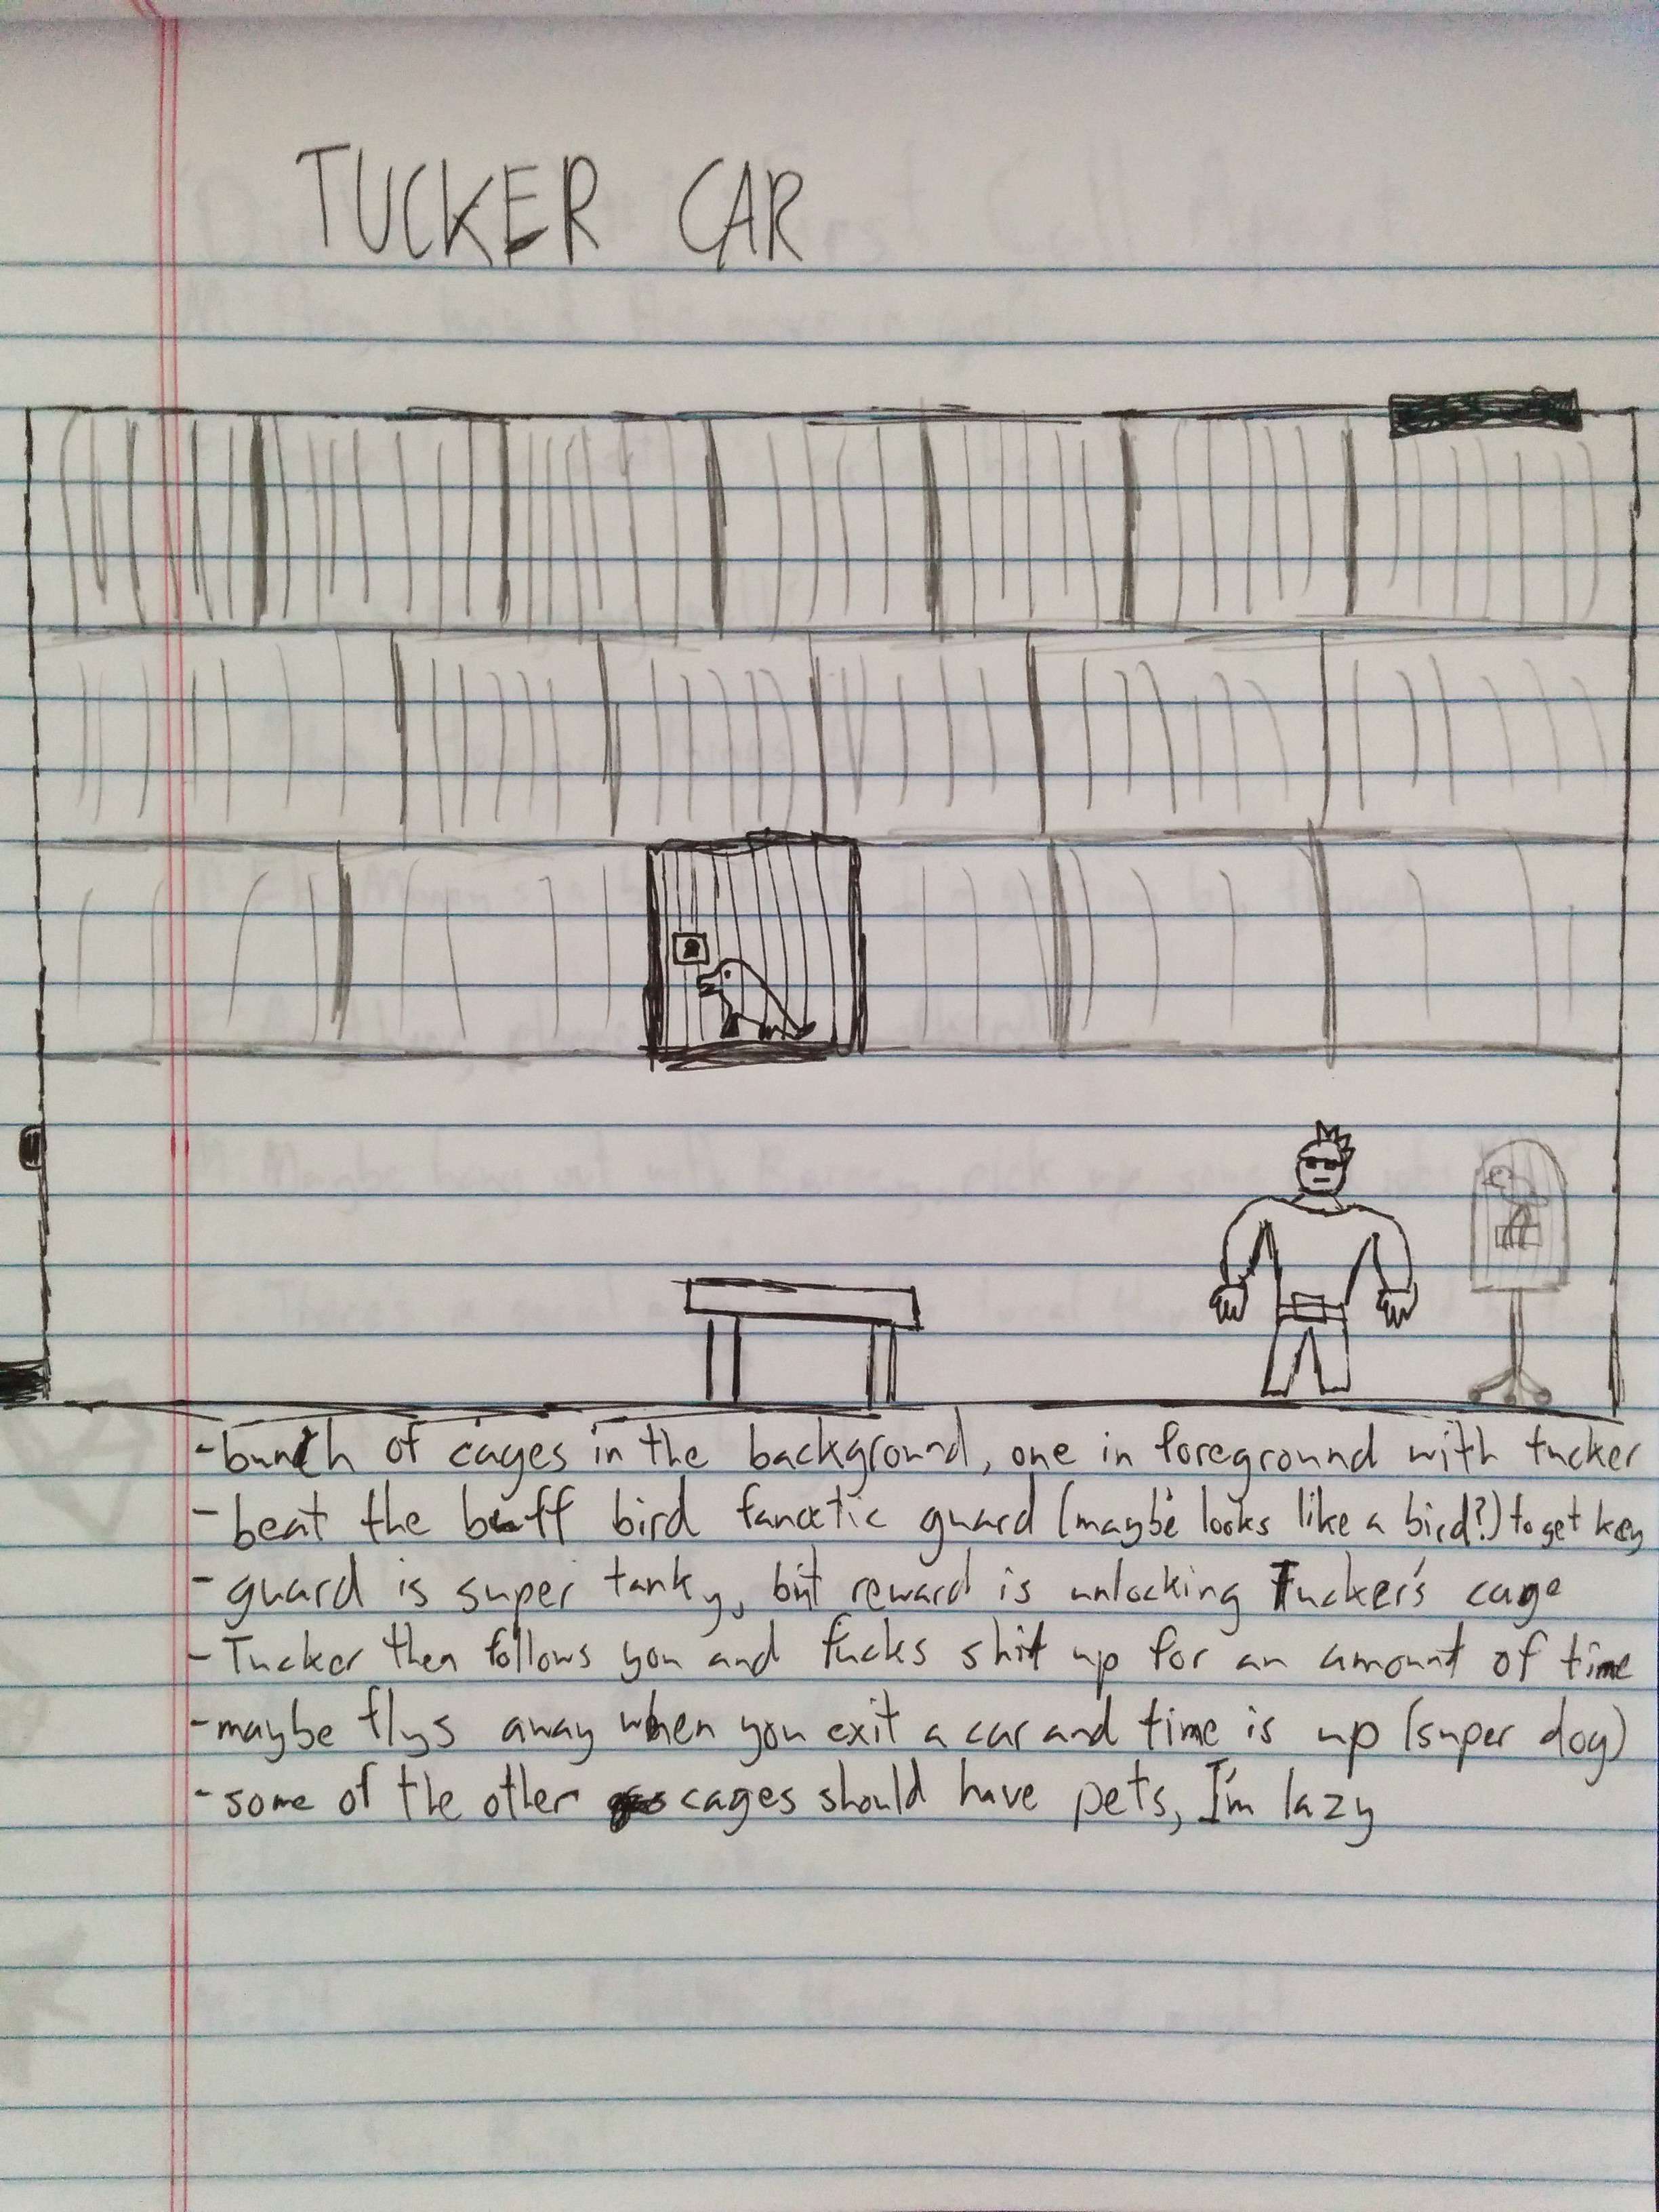 TUCKER CAR
- bunch of cages in the background, one in foreground with tucker
- beat the buff bird fanatic guard (maybe looks like a bird?) to get key
- guard is super tanky, but reward is unlocking Tucker's cage
- Tucker then follows you and fucks shit up for an amount of time
- maybe flys away when you exit a car and time is up (super dog)
- some of the other cages should have pets, I'm lazy